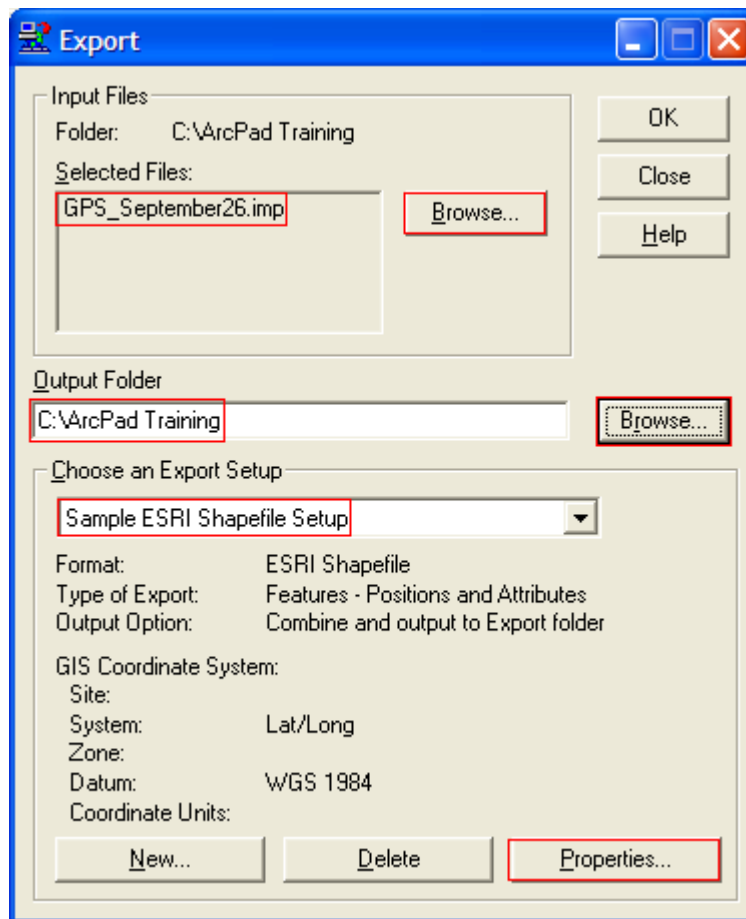 Export
Input Files
Folder: C:\ArcPad Training
Selected Files:
GPS_September26.imp
Browse...
OK
Close
Help
Output Folder
C:\ArcPad Training
Browse...
Choose an Export Setup
Sample ESRI Shapefile Setup
Format: ESRI Shapefile
Type of Export: Features - Positions and Attributes
Output Option: Combine and output to Export folder
GIS Coordinate System:
Site:
System: Lat/Long
Zone:
Datum: WGS 1984
Coordinate Units:
New... Delete Properties...